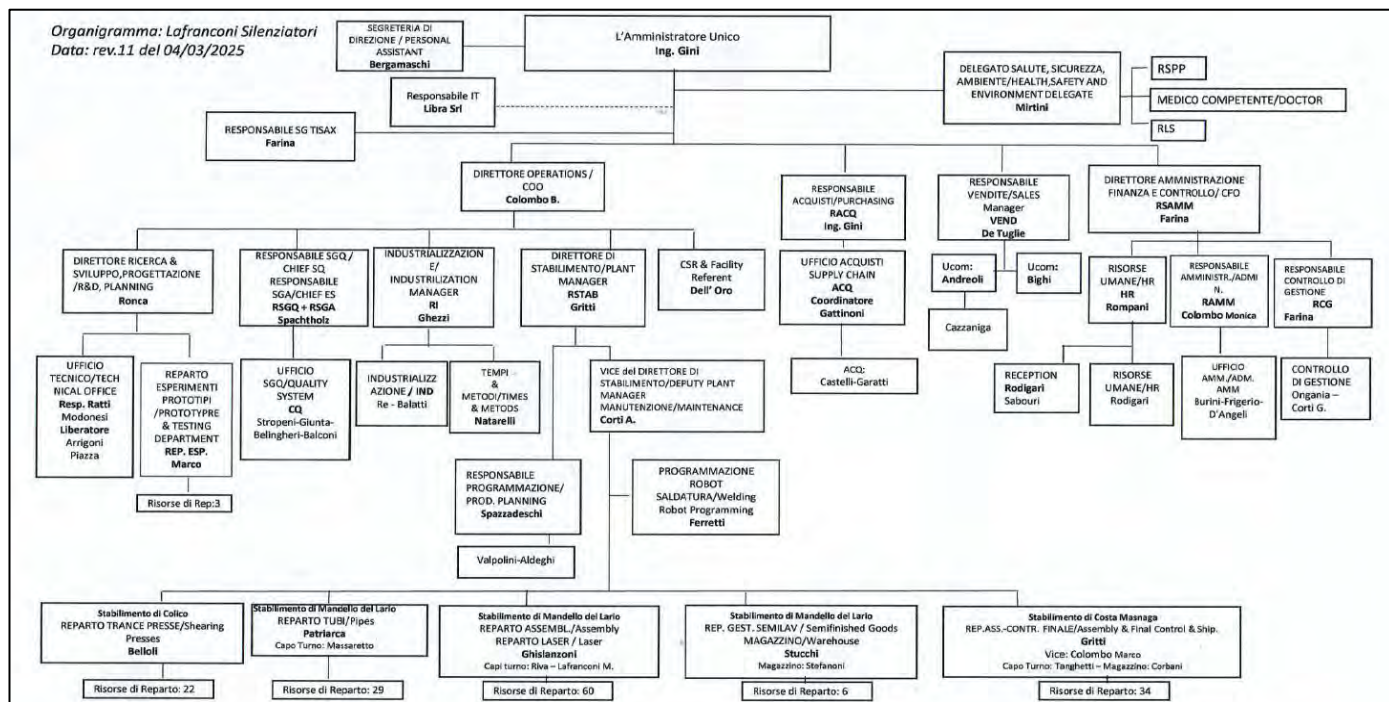 Organigramma: Lafranconi Silenziatori
Data: rev.11 del 04/03/2025
SEGRETERIA DI
DIREZIONE / PERSONAL
ASSISTANT
Bergamaschi
L'Amministratore Unico
Ing. Gini
Responsabile IT
Libra Srl
DELEGATO SALUTE, SICUREZZA,
AMBIENTE/HEALTH,SAFETY AND
ENVIRONMENT DELEGATE
Mirtini
RSPP
MEDICO COMPETENTE/DOCTOR
RLS
RESPONSABILE SG TISAX
Farina
DIRETTORE OPERATIONS /
COO
Colombo B.
RESPONSABILE
ACQUISTI/PURCHASING
RACQ
Ing. Gini
RESPONSABILE
VENDITE/SALES
Manager
VEND
De Tuglie
DIRETTORE AMMNISTRAZIONE
FINANZA E CONTROLLO/ CFO
RSAMM
Farina
DIRETTORE RICERCA &
SVILUPPO,PROGETTAZIONE
/R&D, PLANNING
Ronca
RESPONSABILE SGQ /
CHIEF SQ
RESPONSABILE
SGA/CHIEF ES
RSGQ + RSGA
Spachtholz
INDUSTRIALIZZAZION
E/
INDUSTRILIZATION
MANAGER
RI
Ghezzi
DIRETTORE DI
STABILIMENTO/PLANT
MANAGER
RSTAB
Gritti
CSR & Facility
Referent
Dell' Oro
UFFICIO ACQUISTI
SUPPLY CHAIN
ACQ
Coordinatore
Gattinoni
Ucom:
Andreoli
Ucom:
Bighi
RISORSE
UMANE/HR
HR
Rompani
RESPONSABILE
AMMINISTR./ADMI
N.
RAMM
Colombo Monica
RESPONSABILE
CONTROLLO DI
GESTIONE
RCG
Farina
Cazzaniga
UFFICIO
TECNICO/TECH
NICAL OFFICE
Resp. Ratti
Modonesi
Liberatore
Arrigoni
Piazza
REPARTO
ESPERIMENTI
PROTOTIPI
/PROTOTYPRE
& TESTING
DEPARTMENT
REP. ESP.
Marco
Risorse di Rep:3
UFFICIO
SGQ/QUALITY
SYSTEM
CQ
Stropeni-Giunta-
Belingheri-Balconi
INDUSTRIALIZZ
AZIONE / IND
Re - Balatti
TEMPI
&
METODI/TIMES
& METODS
Natarelli
VICE del DIRETTORE DI
STABILIMENTO/DEPUTY PLANT
MANAGER
MANUTENZIONE/MAINTENANCE
Corti A.
ACQ:
Castelli-Garatti
RECEPTION
Rodigari
Sabouri
RISORSE
UMANE/HR
Rodigari
UFFICIO
AMM./ADM.
AMM
Burini-Frigerio-
D'Angeli
CONTROLLO
DI GESTIONE
Ongania –
Corti G.
RESPONSABILE
PROGRAMMAZIONE/
PROD. PLANNING
Spazzadeschi
Valpolini-Aldeghi
PROGRAMMAZIONE
ROBOT
SALDATURA/Welding
Robot Programming
Ferretti
Stabilimento di Colico
REPARTO TRANCE PRESSE/Shearing
Presses
Belloli
Risorse di Reparto: 22
Stabilimento di Mandello del Lario
REPARTO TUBI/Pipes
Patriarca
Capo Turno: Massaretto
Risorse di Reparto: 29
Stabilimento di Mandello del Lario
REPARTO ASSEMBL./Assembly
REPARTO LASER / Laser
Ghislanzoni
Capi turno: Riva – Lafranconi M.
Risorse di Reparto: 60
Stabilimento di Mandello del Lario
REP. GEST. SEMILAV / Semifinished Goods
MAGAZZINO/Warehouse
Stucchi
Magazzino: Stefanoni
Risorse di Reparto: 6
Stabilimento di Costa Masnaga
REP.ASS.-CONTR. FINALE/Assembly & Final Control & Ship.
Gritti
Vice: Colombo Marco
Capo Turno: Tanghetti – Magazzino: Corbani
Risorse di Reparto: 34